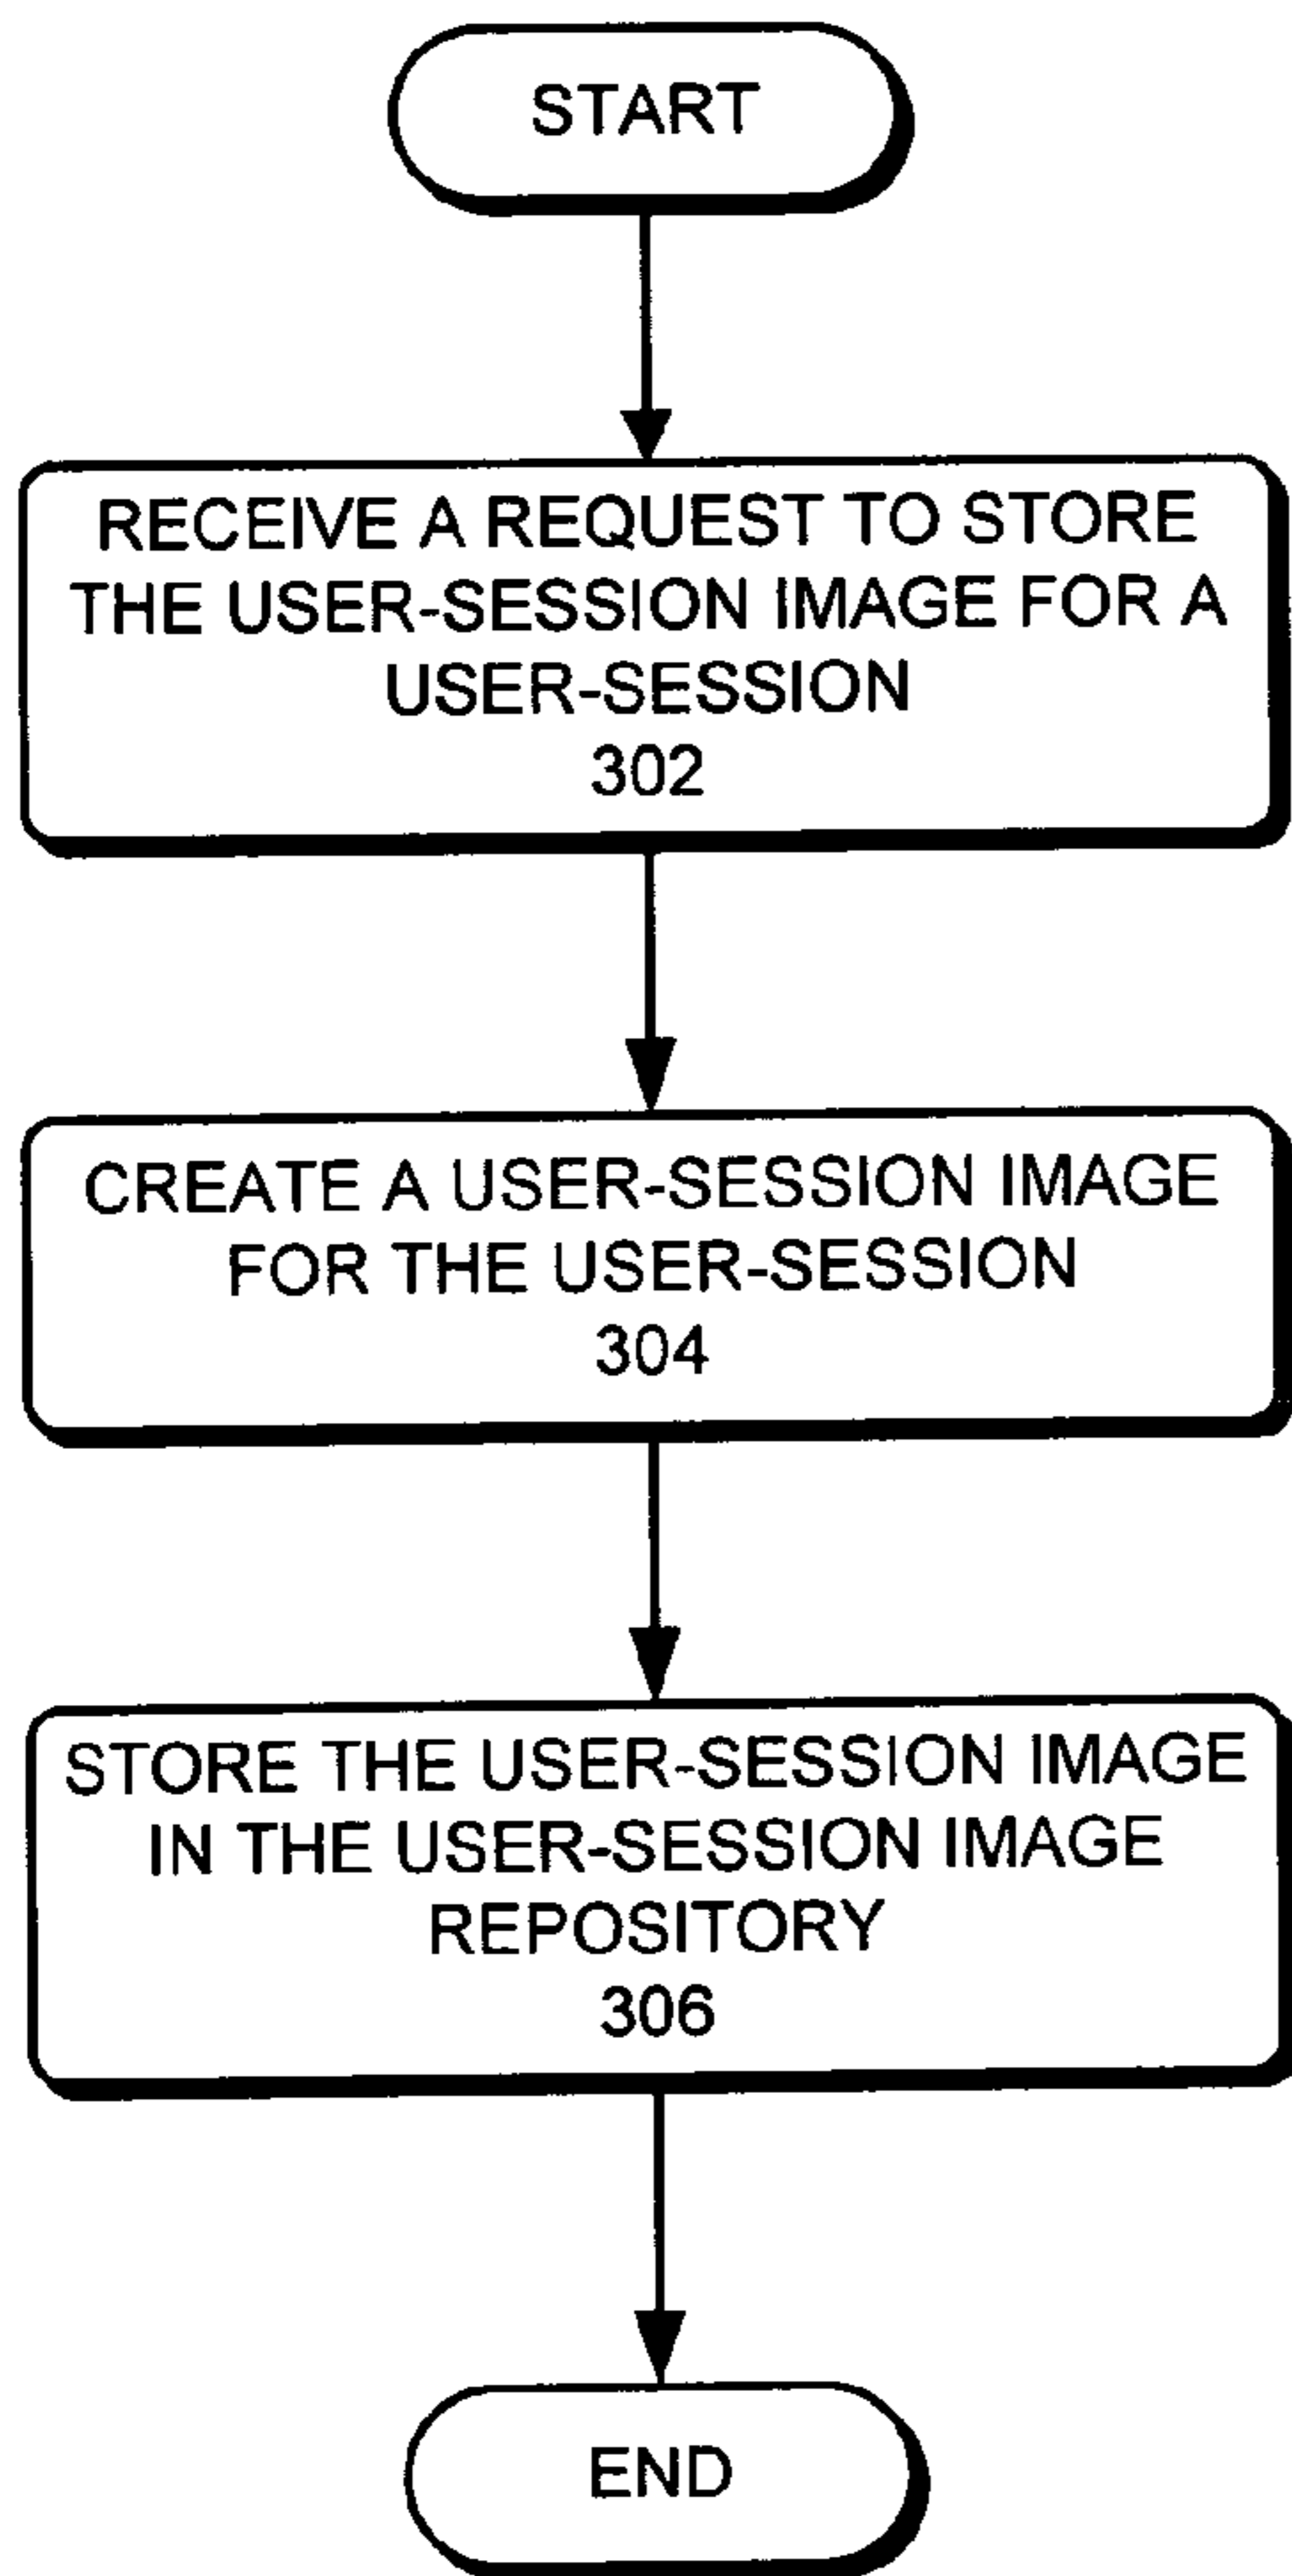 START
RECEIVE A REQUEST TO STORE
THE USER-SESSION IMAGE FOR A
USER-SESSION
302
CREATE A USER-SESSION IMAGE
FOR THE USER-SESSION
304
STORE THE USER-SESSION IMAGE
IN THE USER-SESSION IMAGE
REPOSITORY
306
END